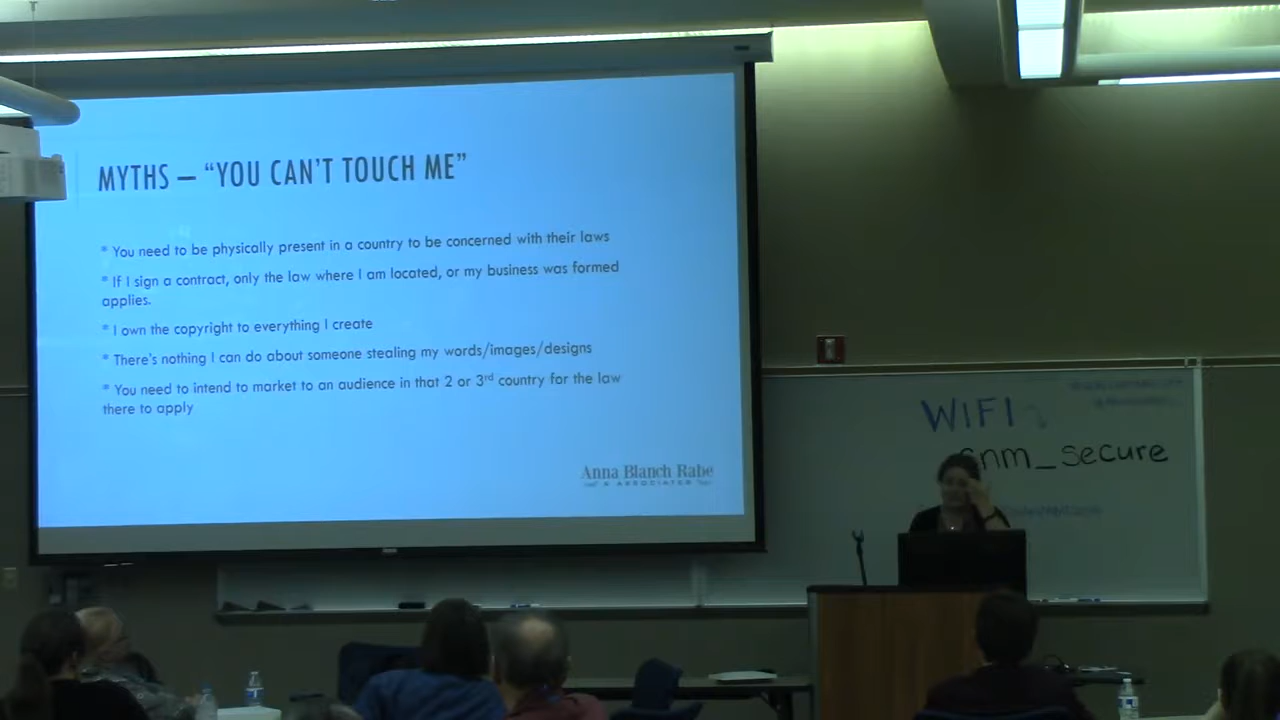 MYTHS – “YOU CAN’T TOUCH ME”
* You need to be physically present in a country to be concerned with their laws
* If I sign a contract, only the law where I am located, or my business was formed
applies.
* I own the copyright to everything I create
* There’s nothing I can do about someone stealing my words/images/designs
* You need to intend to market to an audience in that 2 or 3rd country for the law
there to apply
Anna Blanch Rabe
& ASSOCIATES
WIFI
cnm_secure